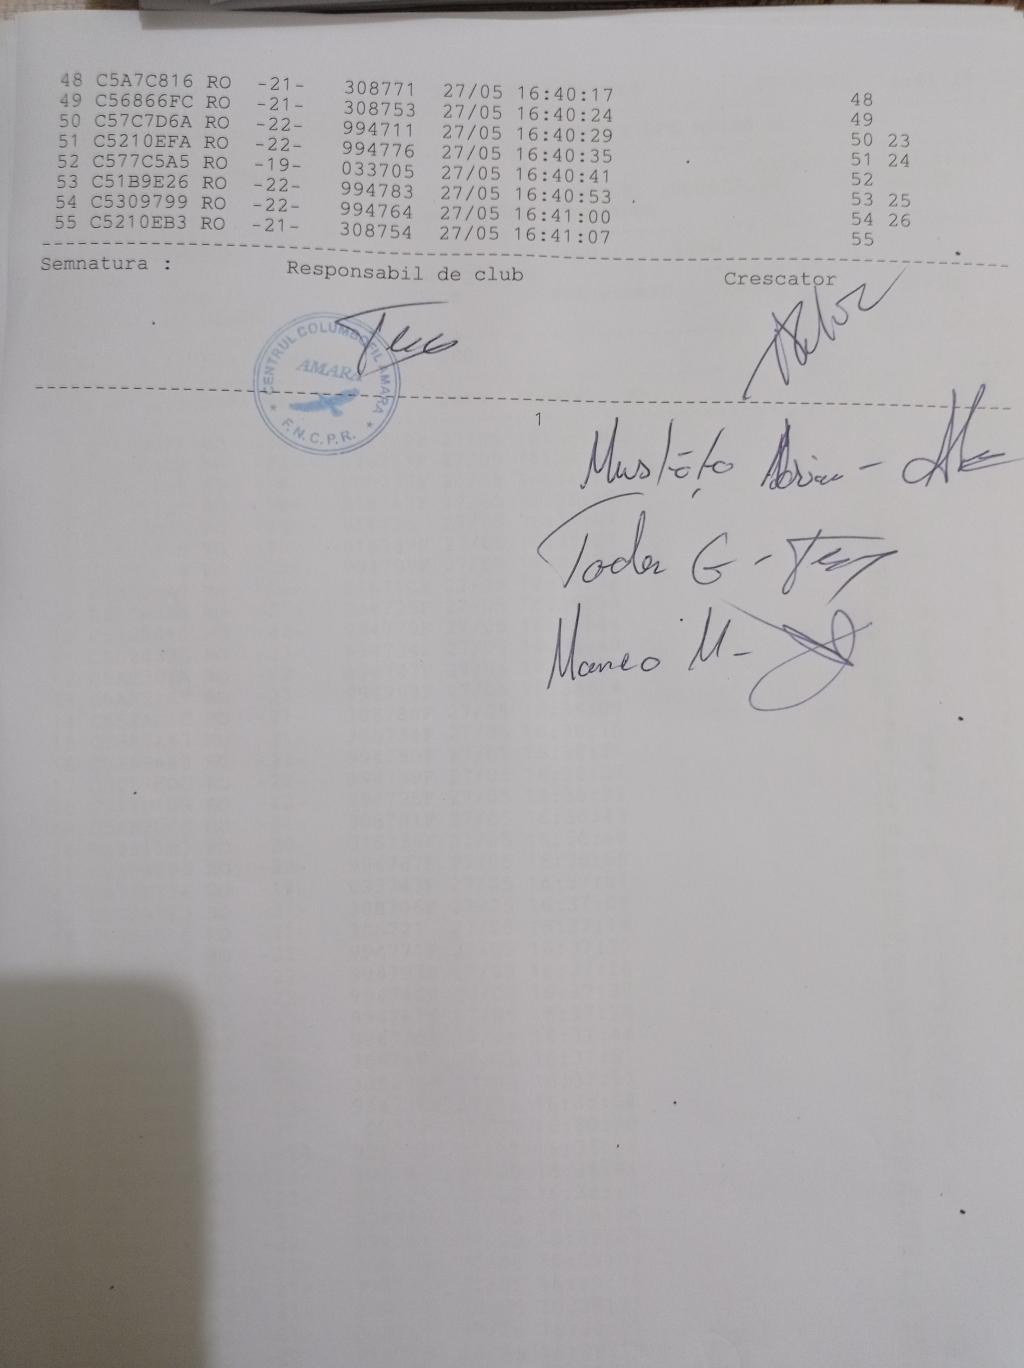 48 C5A7C816 RO -21- 308771 27/05 16:40:17 48
49 C56866FC RO -21- 308753 27/05 16:40:24 49
50 C57C7D6A RO -22- 994711 27/05 16:40:29 50 23
51 C5210EFA RO -22- 994776 27/05 16:40:35 51 24
52 C577C5A5 RO -19- 033705 27/05 16:40:41 52
53 C51B9E26 RO -22- 994783 27/05 16:40:53 53 25
54 C5309799 RO -22- 994764 27/05 16:41:00 54 26
55 C5210EB3 RO -21- 308754 27/05 16:41:07 55
Semnatura : Responsabil de club Crescator
CENTRUL COLUMBOFIL AMARA
AMARA
* F.N.C.P.R. *
1
Adrian -
Toder G -
M -